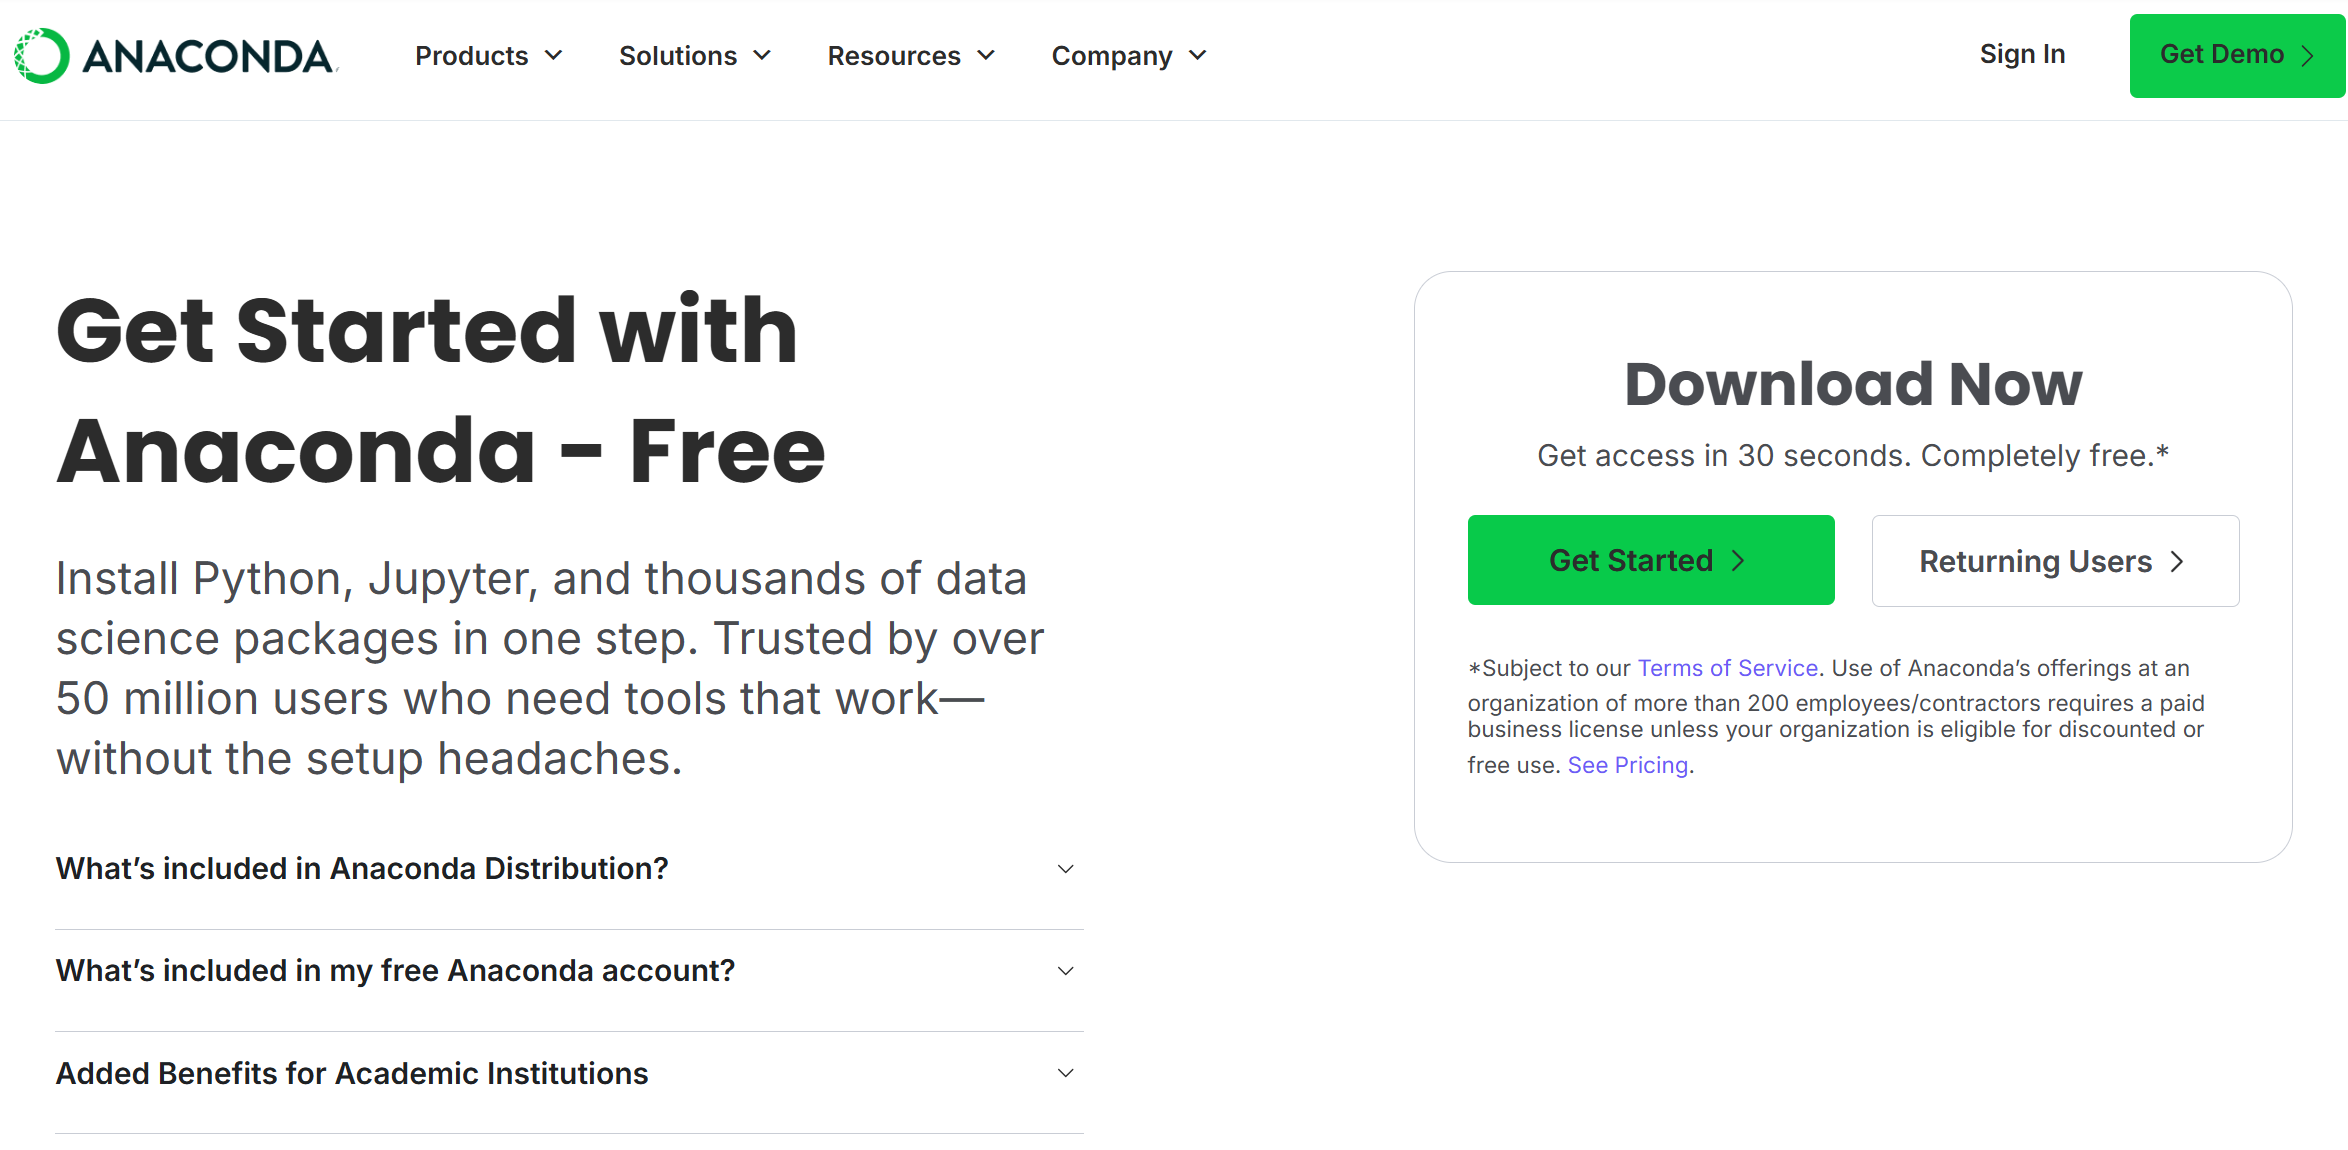 ANACONDA.
Products
Solutions
Resources
Company
Sign In
Get Demo
Get Started with
Anaconda - Free
Install Python, Jupyter, and thousands of data
science packages in one step. Trusted by over
50 million users who need tools that work—
without the setup headaches.
What’s included in Anaconda Distribution?
What’s included in my free Anaconda account?
Added Benefits for Academic Institutions
Download Now
Get access in 30 seconds. Completely free.*
Get Started
Returning Users
*Subject to our Terms of Service. Use of Anaconda’s offerings at an
organization of more than 200 employees/contractors requires a paid
business license unless your organization is eligible for discounted or
free use. See Pricing.